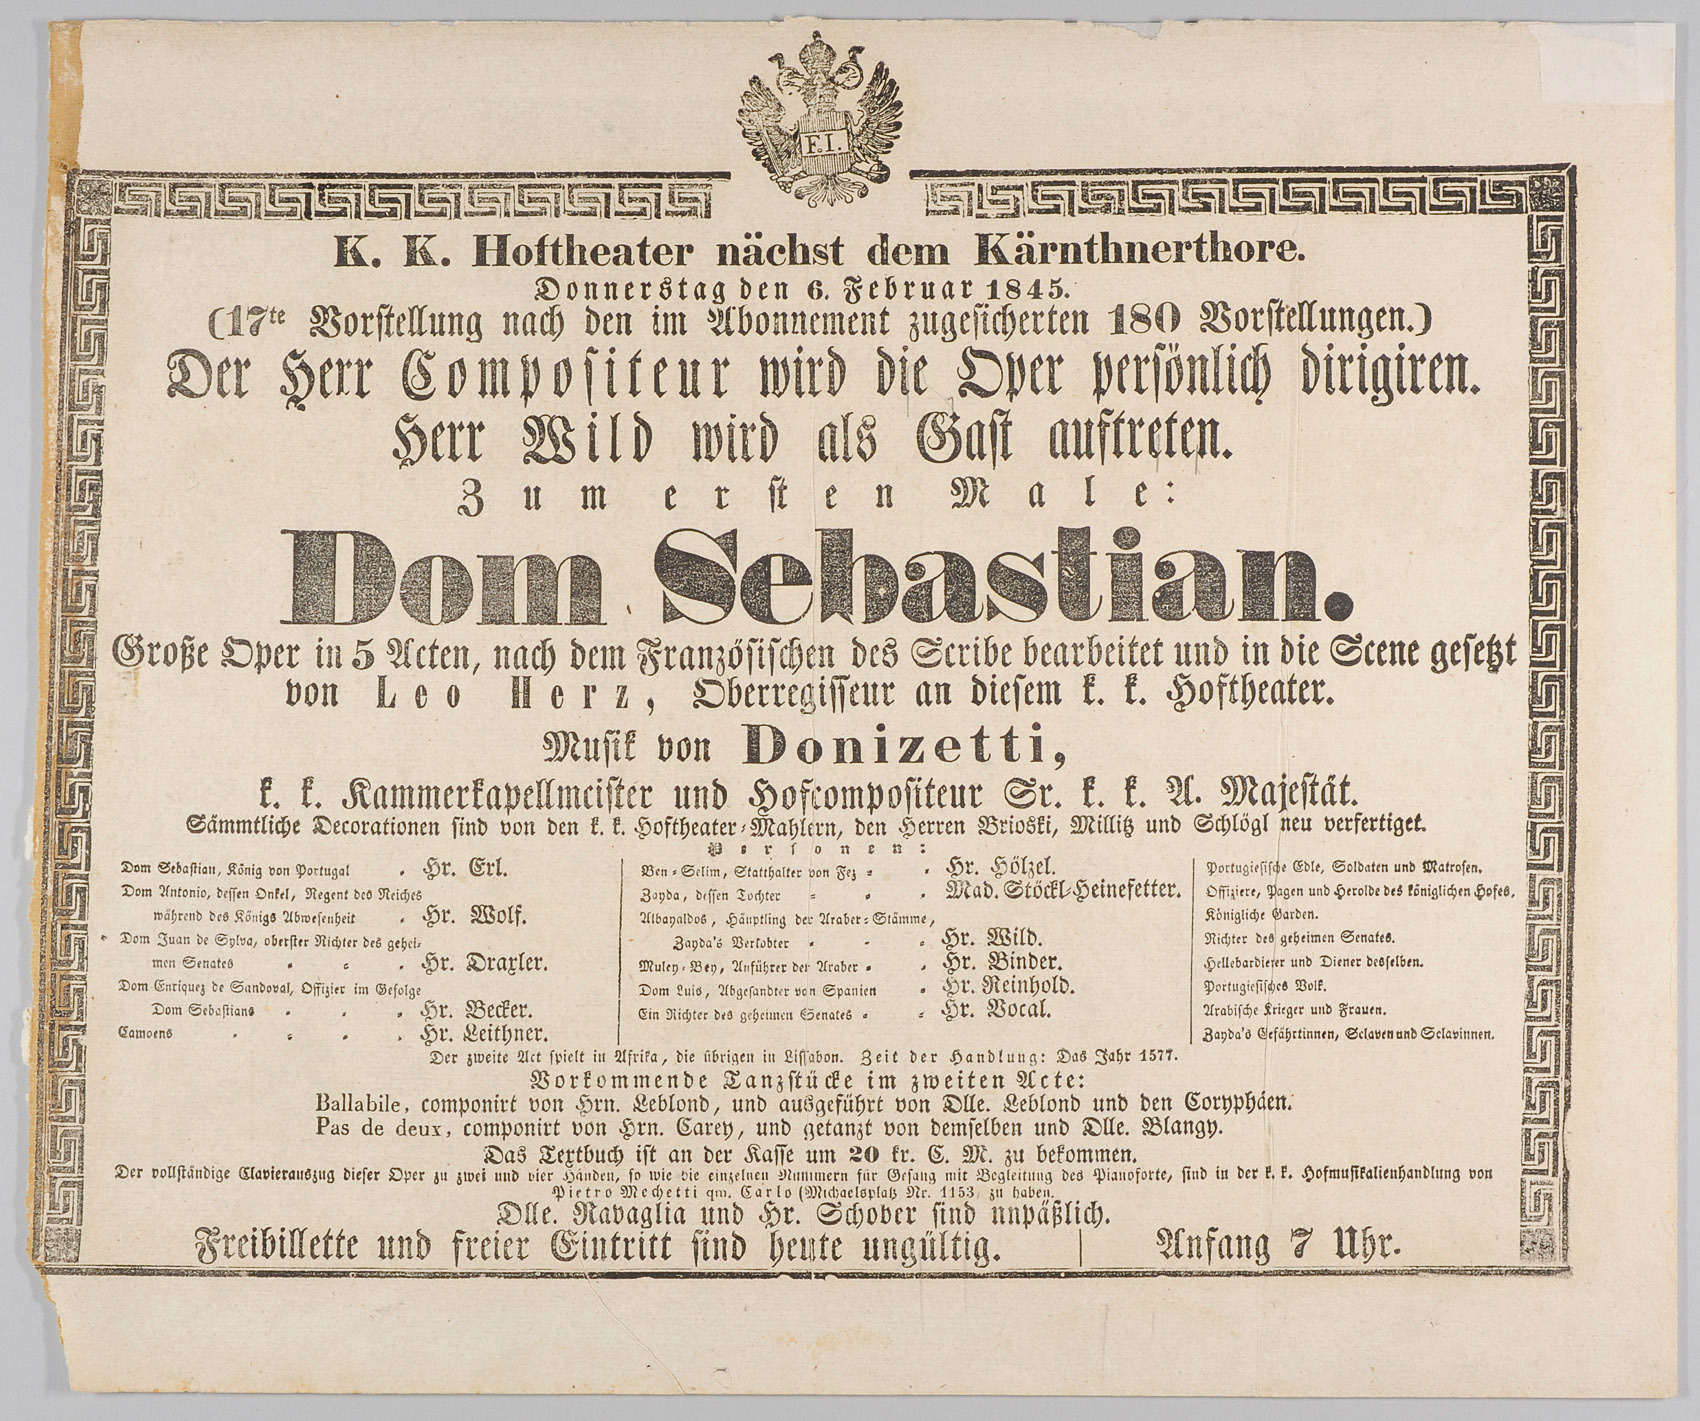 F. I.
K. K. Hoftheater nächst dem Kärnthnerthore.
Donnerstag den 6. Februar 1845.
(17te Vorstellung nach den im Abonnement zugesicherten 180 Vorstellungen.)
Der Herr Compositeur wird die Oper persönlich dirigiren.
Herr Wild wird als Gast auftreten.
Zum ersten Male:
Dom Sebastian.
Große Oper in 5 Acten, nach dem Französischen des Scribe bearbeitet und in die Scene gesetzt
von Leo Herz, Oberregisseur an diesem k. k. Hoftheater.
Musik von Donizetti,
k. k. Kammerkapellmeister und Hofcompositeur Sr. k. k. A. Majestät.
Sämmtliche Decorationen sind von den k. k. Hoftheater-Mahlern, den Herren Brioski, Millitz und Schlögl neu verfertiget.
Personen:
Dom Sebastian, König von Portugal - Hr. Erl.
Dom Antonio, dessen Onkel, Regent des Reiches
während des Königs Abwesenheit - Hr. Wolf.
Dom Juan de Sylva, oberster Richter des gehei-
men Senates - - - Hr. Draxler.
Dom Enriquez de Sandoval, Offizier im Gefolge
Dom Sebastians - - - Hr. Becker.
Camoens - - - - Hr. Leithner.
Ben-Selim, Statthalter von Fez - - Hr. Hölzel.
Zayda, dessen Tochter - - - Mad. Stöckl-Heinefetter.
Albayaldos, Häuptling der Araber-Stämme,
Zayda's Verlobter - - - Hr. Wild.
Muley-Bey, Anführer der Araber - - Hr. Binder.
Dom Luis, Abgesandter von Spanien - Hr. Reinhold.
Ein Richter des geheimen Senates - - Hr. Vocal.
Portugiesische Edle, Soldaten und Matrosen.
Offiziere, Pagen und Herolde des königlichen Hofes.
Königliche Garden.
Richter des geheimen Senates.
Hellebardierer und Diener desselben.
Portugiesisches Volk.
Arabische Krieger und Frauen.
Zayda's Gefährtinnen, Sclaven und Sclavinnen.
Der zweite Act spielt in Afrika, die übrigen in Lissabon. Zeit der Handlung: Das Jahr 1577.
Vorkommende Tanzstücke im zweiten Acte:
Ballabile, componirt von Hrn. Leblond, und ausgeführt von Dlle. Leblond und den Coryphäen.
Pas de deux, componirt von Hrn. Carey, und getanzt von demselben und Dlle. Blangy.
Das Textbuch ist an der Kasse um 20 kr. C. M. zu bekommen.
Der vollständige Clavierauszug dieser Oper zu zwei und vier Händen, so wie die einzelnen Nummern für Gesang mit Begleitung des Pianoforte, sind in der k. k. Hofmusikalienhandlung von
Pietro Mechetti qm. Carlo (Michaelsplatz Nr. 1153) zu haben.
Dlle. Ravaglia und Hr. Schober sind unpäßlich.
Freibillette und freier Eintritt sind heute ungültig. | Anfang 7 Uhr.